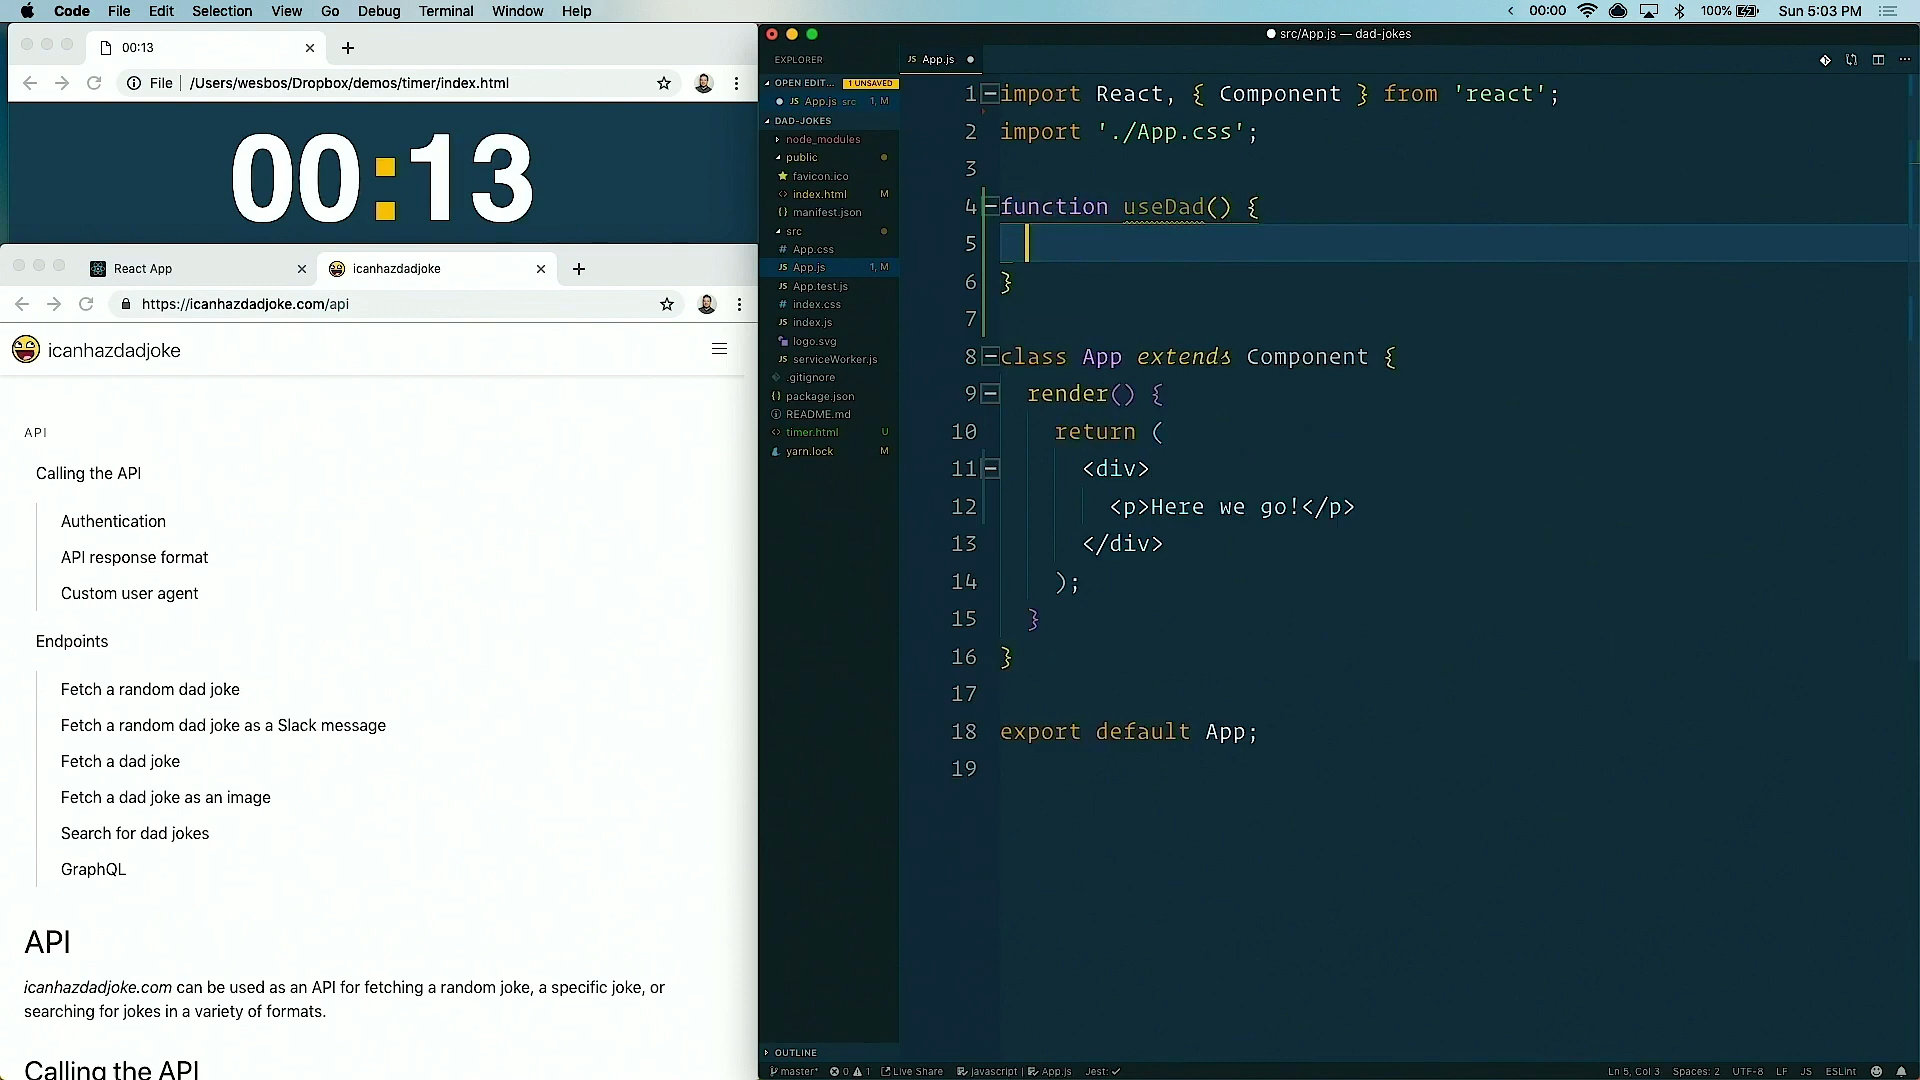 Code File Edit Selection View Go Debug Terminal Window Help
00:00 100% Sun 5:03 PM
00:13
File /Users/wesbos/Dropbox/demos/timer/index.html
00:13
React App
icanhazdadjoke
https://icanhazdadjoke.com/api
icanhazdadjoke
API
Calling the API
Authentication
API response format
Custom user agent
Endpoints
Fetch a random dad joke
Fetch a random dad joke as a Slack message
Fetch a dad joke
Fetch a dad joke as an image
Search for dad jokes
GraphQL
API
icanhazdadjoke.com can be used as an API for fetching a random joke, a specific joke, or
searching for jokes in a variety of formats.
Calling the API
src/App.js — dad-jokes
EXPLORER
OPEN EDIT... 1 UNSAVED
JS App.js src 1, M
DAD-JOKES
node_modules
public
favicon.ico
index.html M
manifest.json
src
# App.css
JS App.js 1, M
JS App.test.js
# index.css
JS index.js
logo.svg
JS serviceWorker.js
.gitignore
package.json
README.md
timer.html U
yarn.lock M
OUTLINE
JS App.js
1 import React, { Component } from 'react';
2 import './App.css';
3
4 function useDad() {
5
6 }
7
8 class App extends Component {
9 render() {
10 return (
11 <div>
12 <p>Here we go!</p>
13 </div>
14 );
15 }
16 }
17
18 export default App;
19
master* 0 1 Live Share javascript | App.js Jest: ✓
Ln 5, Col 3 Spaces: 2 UTF-8 LF JS ESLint